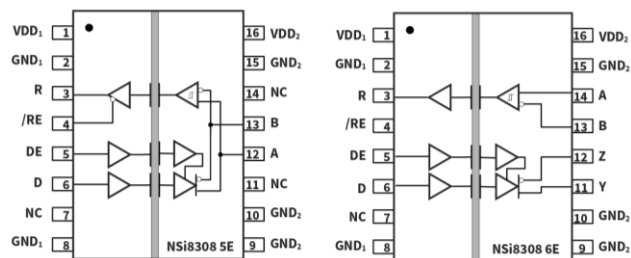 VDD₁ 1 16 VDD₂
GND₁ 2 15 GND₂
R 3 14 NC
/RE 4 13 B
DE 5 12 A
D 6 11 NC
NC 7 10 GND₂
GND₁ 8 NSi8308 5E 9 GND₂
VDD₁ 1 16 VDD₂
GND₁ 2 15 GND₂
R 3 14 A
/RE 4 13 B
DE 5 12 Z
D 6 11 Y
NC 7 10 GND₂
GND₁ 8 NSi8308 6E 9 GND₂